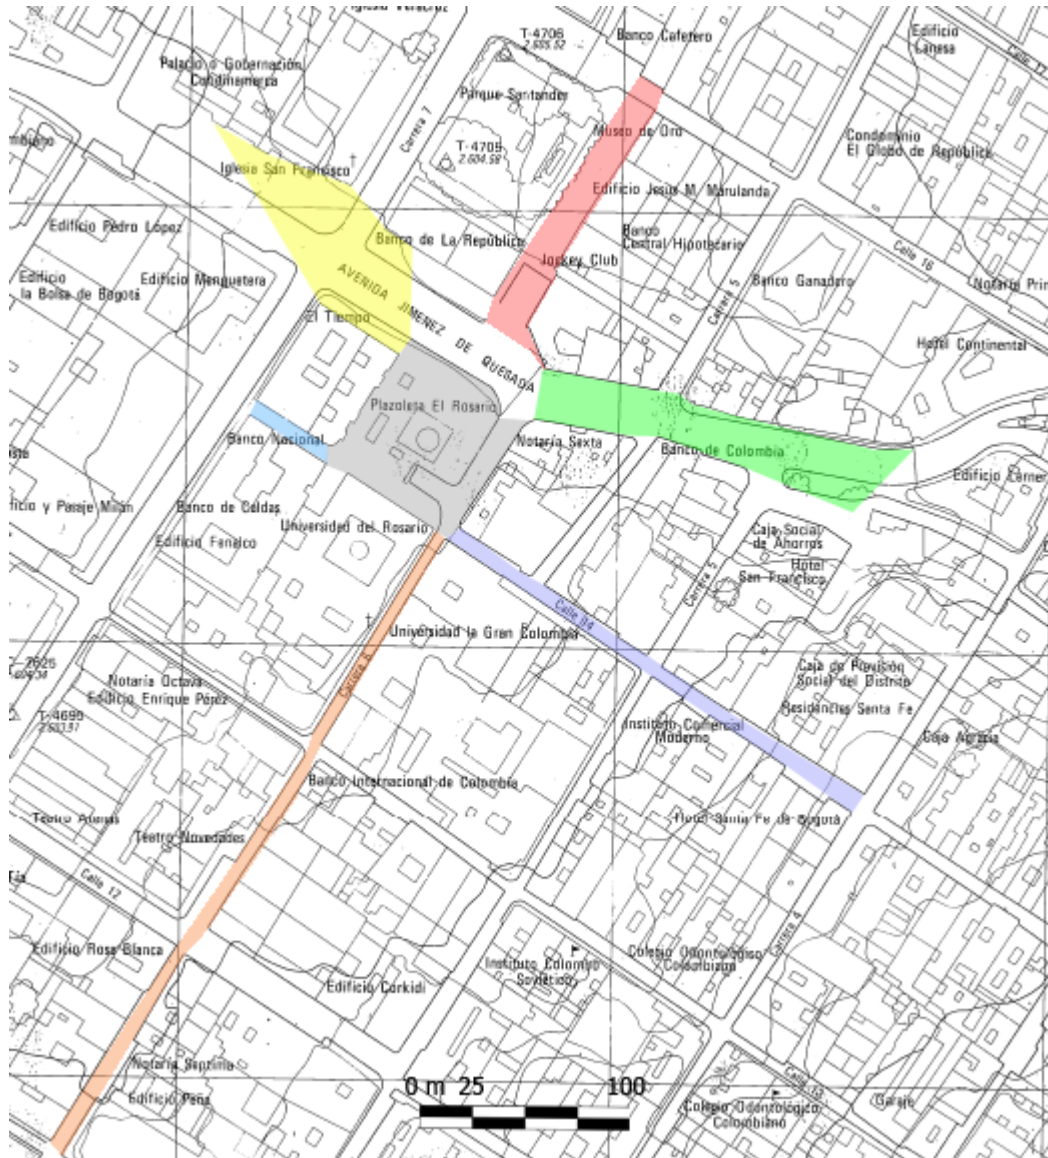 Iglesia Veracruz
T-4706
2.605.52
Banco Cafetero
Edificio
Lanesa
Calle 17
Palacio o Gobernación
Cundinamarca
Parque Santander
Carrera 7
Museo de Oro
Condominio
El Globo de República
T-4705
2.604.58
Iglesia San Francisco
Edificio Jesús M. Marulanda
Edificio Pedro López
Banco de La República
Banco
Central Hipotecario
Calle 16
Jockey Club
Edificio
la Bolsa de Bogotá
Edificio Menguetera
AVENIDA JIMENEZ DE QUESADA
Banco Ganadero
Carrera 5
El Tiempo
Hotel Continental
Plazoleta El Rosario
Banco Nacional
Notaría Sexta
Banco de Colombia
Banco de Caldas
Universidad del Rosario
Edificio Fenalco
Caja Social
de Ahorros
Hotel
San Francisco
Carrera 5
Calle 14
Universidad la Gran Colombia
Carrera 6
Notaría Octava
Edificio Enrique Pérez
Caja de Previsión
Social del Distrito
Residencias Santa Fe
T-4695
Instituto Comercial
Moderno
Caja Agraria
Banco Internacional de Colombia
Hotel Santa Fe de Bogotá
Teatro Atenas
Teatro Novedades
Calle 12
Carrera 4
Edificio Rosa Blanca
Instituto Colombo
Soviético
Colegio Odontológico
Colombiano
Edificio Corkidi
Notaría Septima
Edificio Peña
0 m 25 100
Calle 13
Garaje
Colegio Odontológico
Colombiano